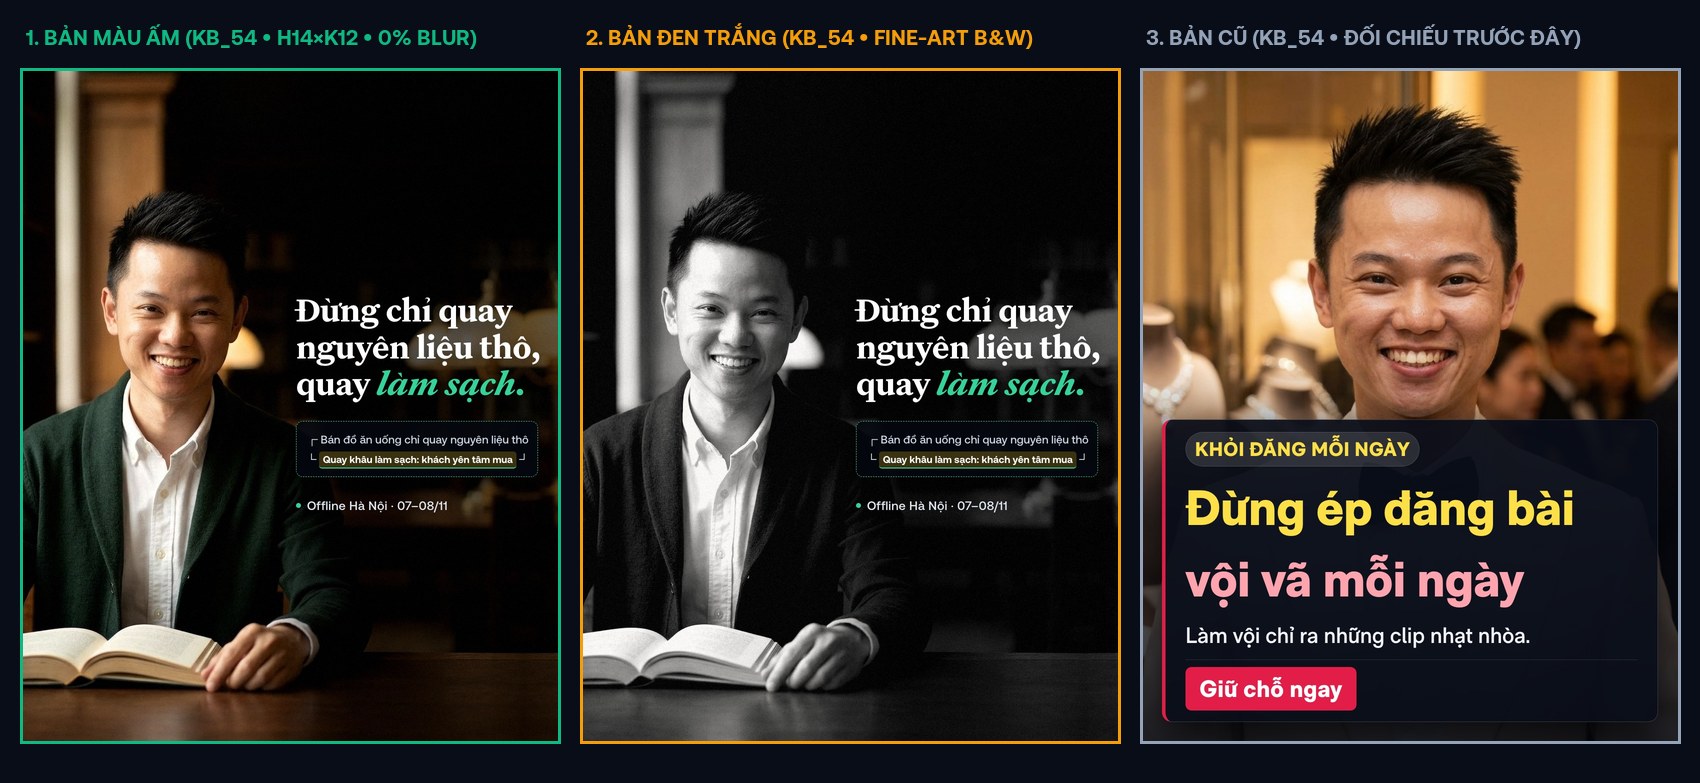 1. BẢN MÀU ẤM (KB_54 • H14×K12 • 0% BLUR)
Đừng chỉ quay
nguyên liệu thô,
quay làm sạch.
Bán đồ ăn uống chỉ quay nguyên liệu thô
Quay khâu làm sạch: khách yên tâm mua
Offline Hà Nội · 07–08/11
2. BẢN ĐEN TRẮNG (KB_54 • FINE-ART B&W)
Đừng chỉ quay
nguyên liệu thô,
quay làm sạch.
Bán đồ ăn uống chỉ quay nguyên liệu thô
Quay khâu làm sạch: khách yên tâm mua
Offline Hà Nội · 07–08/11
3. BẢN CŨ (KB_54 • ĐỐI CHIẾU TRƯỚC ĐÂY)
KHỎI ĐĂNG MỖI NGÀY
Đừng ép đăng bài
vội vã mỗi ngày
Làm vội chỉ ra những clip nhạt nhòa.
Giữ chỗ ngay